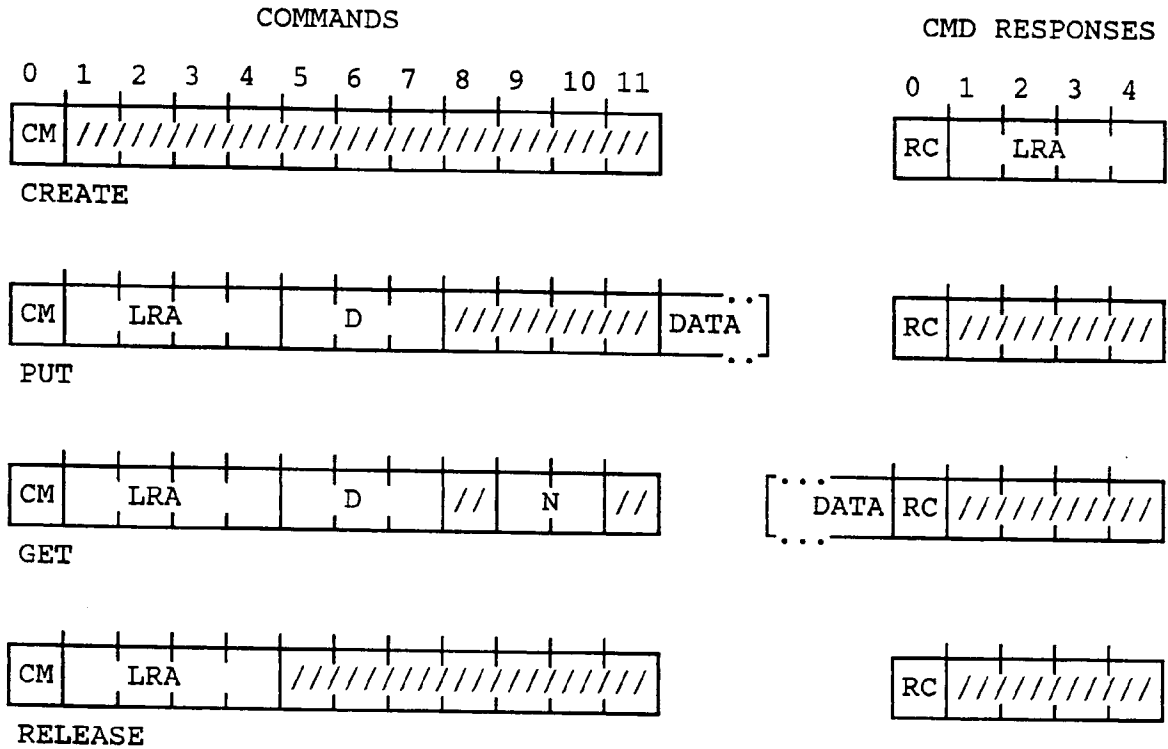 COMMANDS CMD RESPONSES
0 1 2 3 4 5 6 7 8 9 10 11 0 1 2 3 4
CM //////////////////// RC LRA
CREATE
CM LRA D /////////// DATA RC //////////
PUT
CM LRA D // N // DATA RC //////////
GET
CM LRA ///////////////// RC //////////
RELEASE